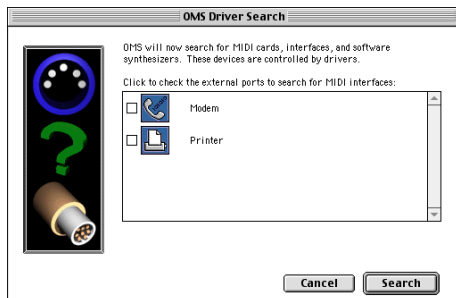 OMS Driver Search
OMS will now search for MIDI cards, interfaces, and software
synthesizers. These devices are controlled by drivers.
Click to check the external ports to search for MIDI interfaces:
Modem
Printer
Cancel Search